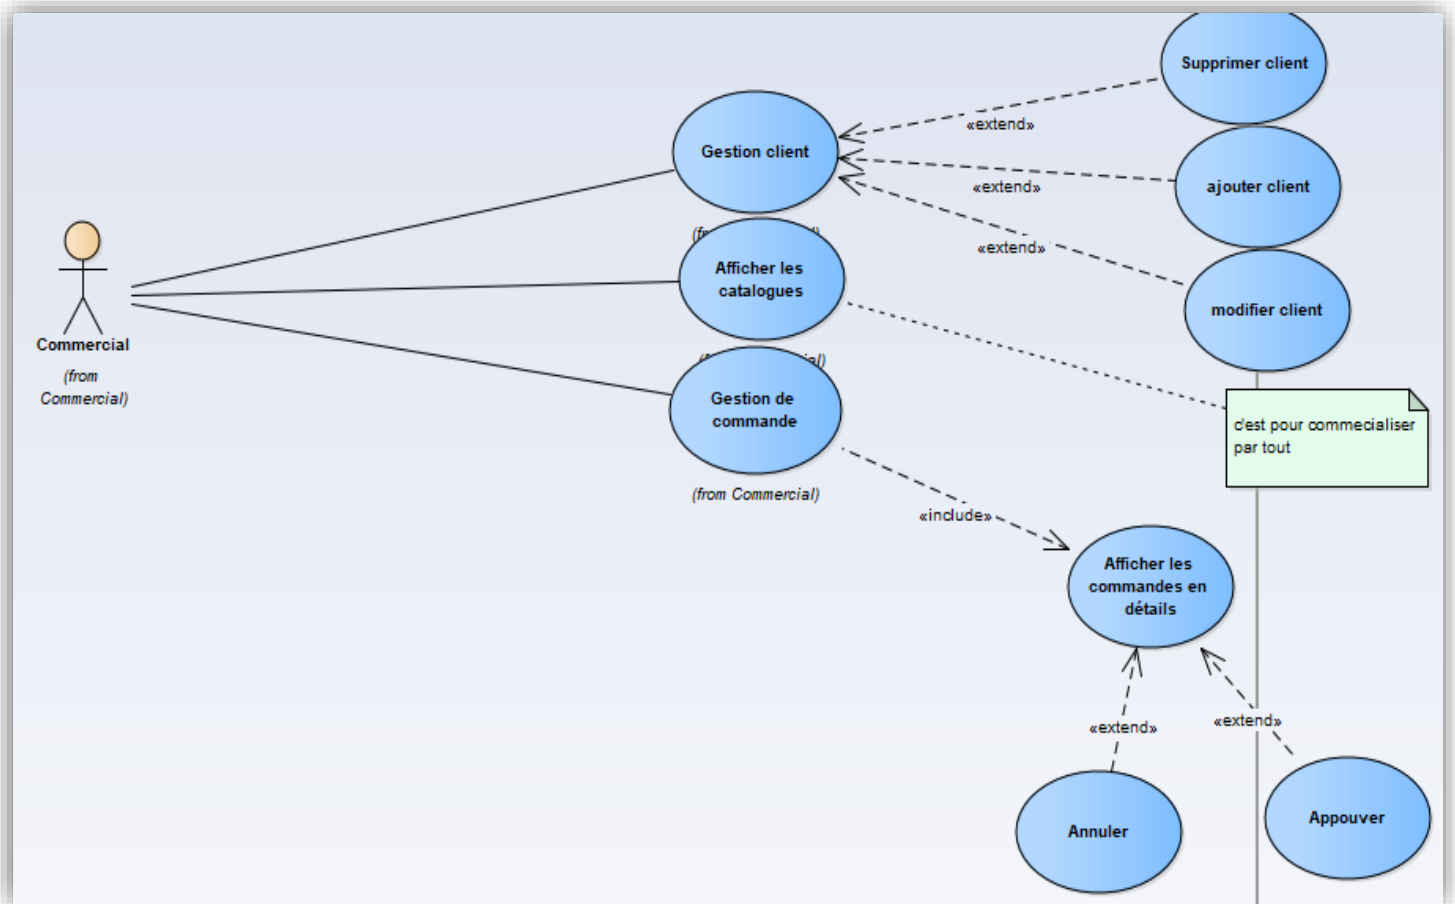 Supprimer client
«extend»
Gestion client
ajouter client
«extend»
«extend»
Afficher les
catalogues
modifier client
Commercial
(from
Commercial)
Gestion de
commande
c'est pour commecialiser
par tout
(from Commercial)
«include»
Afficher les
commandes en
détails
«extend»
«extend»
Annuler
Appouver